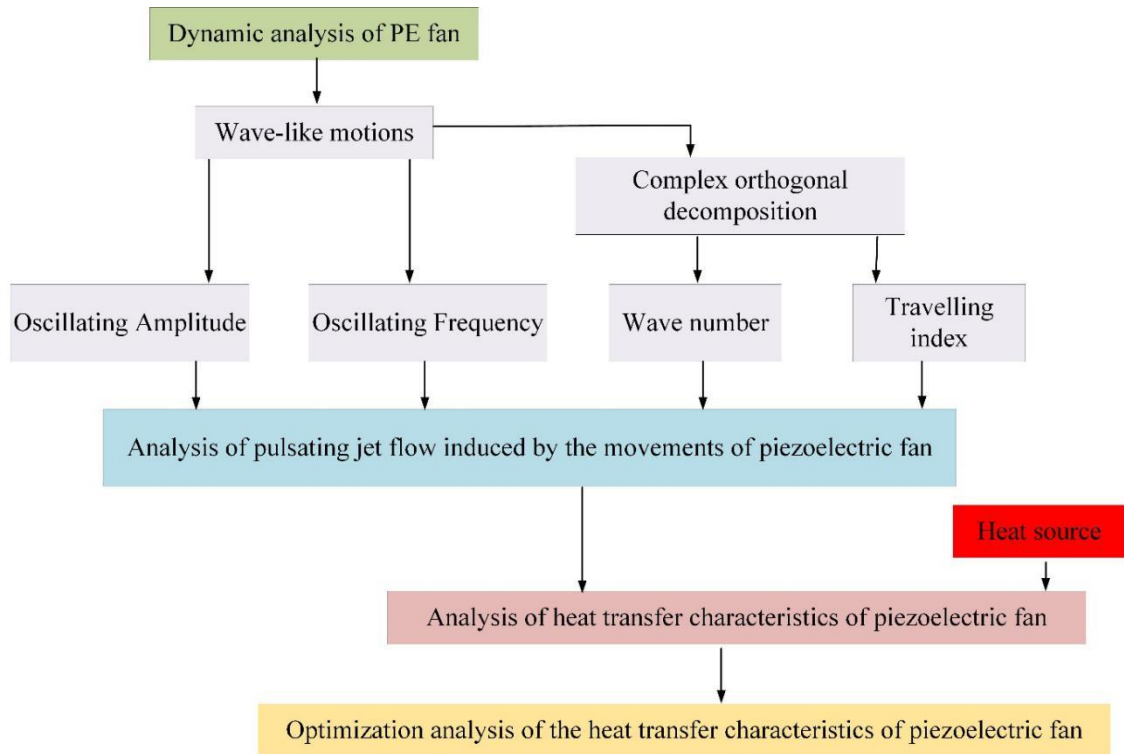 Dynamic analysis of PE fan
Wave-like motions
Complex orthogonal
decomposition
Oscillating Amplitude
Oscillating Frequency
Wave number
Travelling
index
Analysis of pulsating jet flow induced by the movements of piezoelectric fan
Heat source
Analysis of heat transfer characteristics of piezoelectric fan
Optimization analysis of the heat transfer characteristics of piezoelectric fan